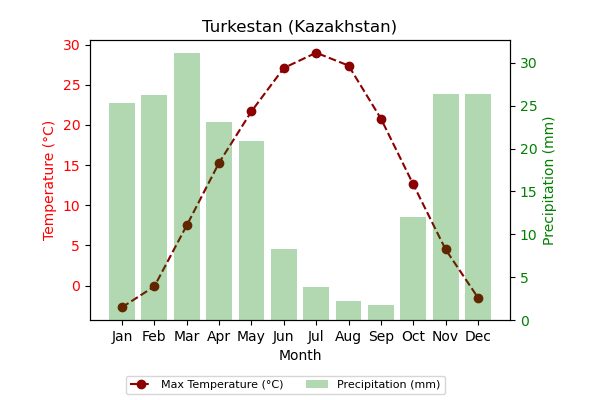 Turkestan (Kazakhstan)
Temperature (°C)
30
25
20
15
10
5
0
30
25
20
15
10
5
0
Precipitation (mm)
Jan Feb Mar Apr May Jun Jul Aug Sep Oct Nov Dec
Month
Max Temperature (°C) Precipitation (mm)